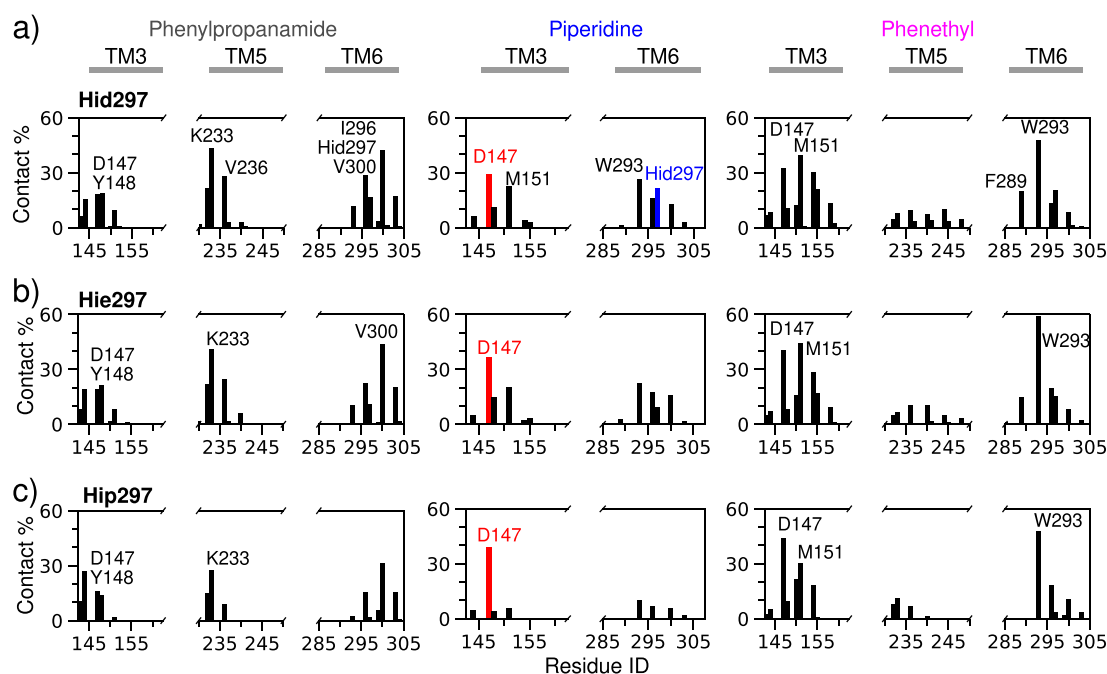 a)
Phenylpropanamide Piperidine Phenethyl
TM3 TM5 TM6 TM3 TM6 TM3 TM5 TM6
Hid297
Contact %
60
30
0
D147
Y148
K233
V236
I296
Hid297
V300
D147
M151
W293
Hid297
D147
M151
F289
W293
145 155 235 245 285 295 305 145 155 285 295 305 145 155 235 245 285 295 305
b)
Hie297
Contact %
60
30
0
D147
Y148
K233
V300
D147
D147
M151
W293
145 155 235 245 285 295 305 145 155 285 295 305 145 155 235 245 285 295 305
c)
Hip297
Contact %
60
30
0
D147
Y148
K233
D147
D147
M151
W293
145 155 235 245 285 295 305 145 155 285 295 305 145 155 235 245 285 295 305
Residue ID